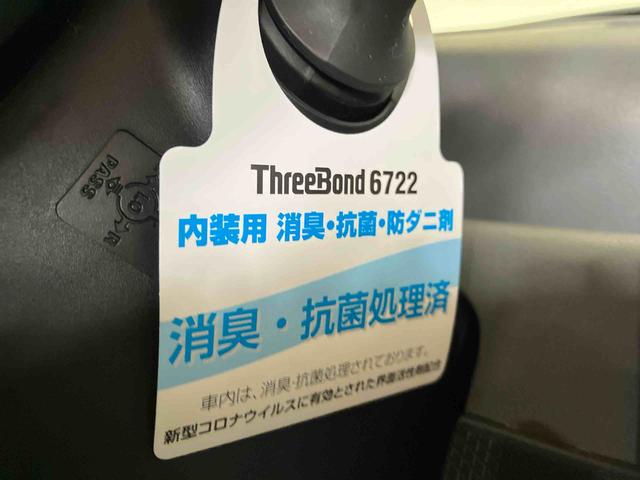 ThreeBond 6722
内装用 消臭・抗菌・防ダニ剤
消臭・抗菌処理済
車内は、消臭・抗菌処理されております。
新型コロナウイルスに有効とされた界面活性剤配合
PASS
LO
R